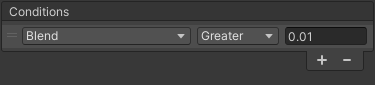 Conditions
Blend Greater 0.01
+ −